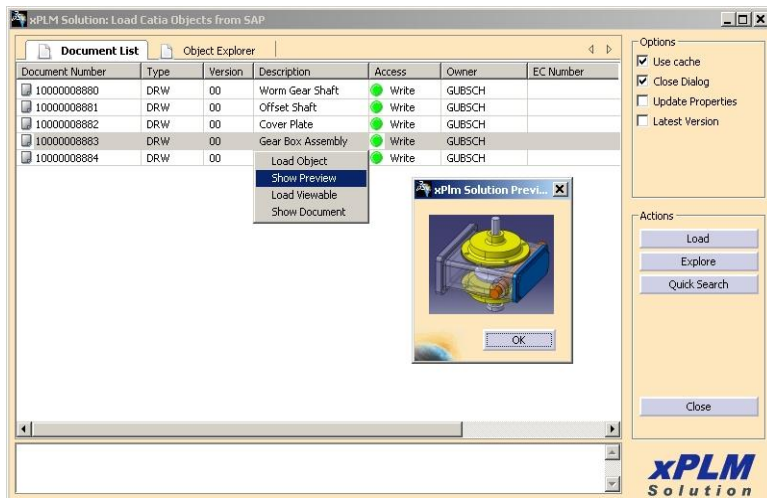 xPLM Solution: Load Catia Objects from SAP
Document List
Object Explorer
Document Number Type Version Description Access Owner EC Number
10000008880 DRW 00 Worm Gear Shaft Write GUBSCH
10000008881 DRW 00 Offset Shaft Write GUBSCH
10000008882 DRW 00 Cover Plate Write GUBSCH
10000008883 DRW 00 Gear Box Assembly Write GUBSCH
10000008884 DRW 00 Write GUBSCH
Load Object
Show Preview
Load Viewable
Show Document
xPlm Solution Previ...
OK
Options
Use cache
Close Dialog
Update Properties
Latest Version
Actions
Load
Explore
Quick Search
Close
xPLM
Solution